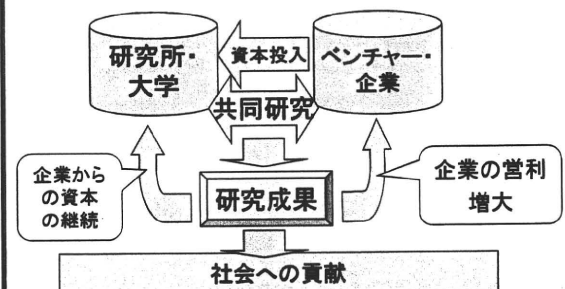 研究所・
大学
資本投入
ベンチャー・
企業
共同研究
企業から
の資本
の継続
研究成果
企業の営利
増大
社会への貢献